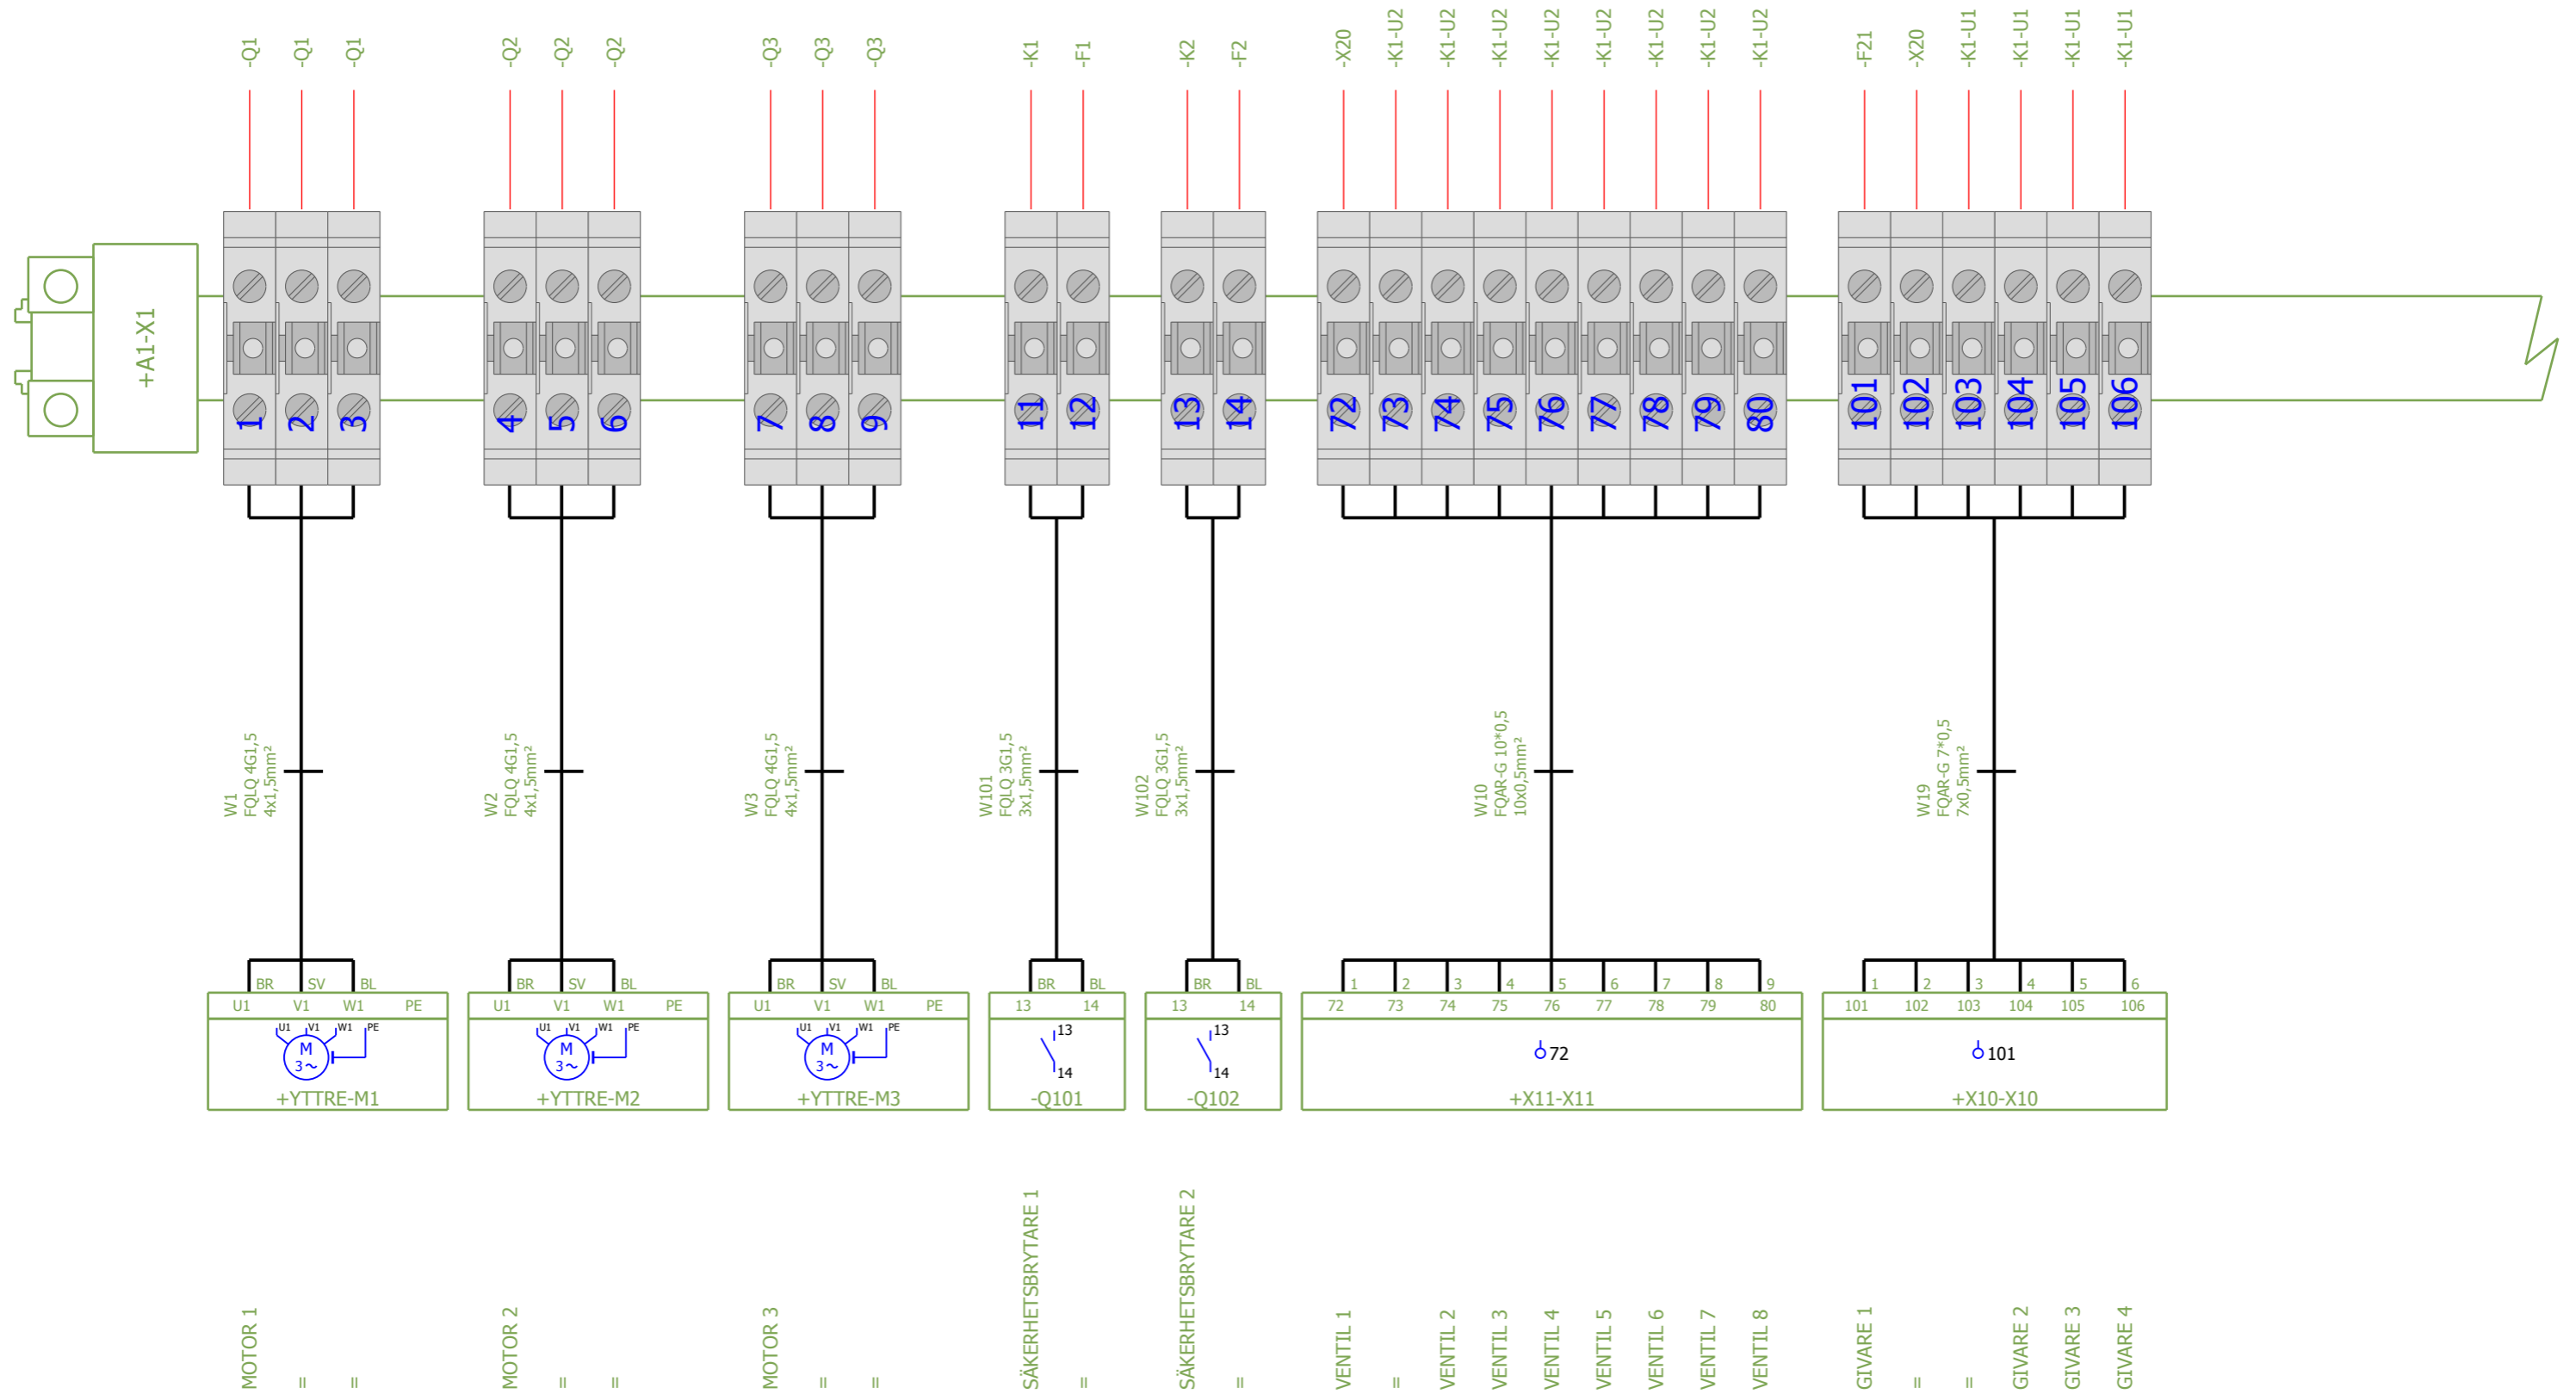 -Q1 -Q1 -Q1 -Q2 -Q2 -Q2 -Q3 -Q3 -Q3 -K1 -F1 -K2 -F2 -X20 -K1-U2 -K1-U2 -K1-U2 -K1-U2 -K1-U2 -K1-U2 -K1-U2 -K1-U2 -F21 -X20 -K1-U1 -K1-U1 -K1-U1 -K1-U1
+A1-X1
1 2 3 4 5 6 7 8 9 11 12 13 14 72 73 74 75 76 77 78 79 80 101 102 103 104 105 106
W1
FQLQ 4G1,5
4x1,5mm²
W2
FQLQ 4G1,5
4x1,5mm²
W3
FQLQ 4G1,5
4x1,5mm²
W101
FQLQ 3G1,5
3x1,5mm²
W102
FQLQ 3G1,5
3x1,5mm²
W10
FQAR-G 10*0,5
10x0,5mm²
W19
FQAR-G 7*0,5
7x0,5mm²
BR SV BL
U1 V1 W1 PE
U1 V1 W1 PE
M
3~
+YTTRE-M1
BR SV BL
U1 V1 W1 PE
U1 V1 W1 PE
M
3~
+YTTRE-M2
BR SV BL
U1 V1 W1 PE
U1 V1 W1 PE
M
3~
+YTTRE-M3
BR BL
13 14
13
14
-Q101
BR BL
13 14
13
14
-Q102
1 2 3 4 5 6 7 8 9
72 73 74 75 76 77 78 79 80
72
+X11-X11
1 2 3 4 5 6
101 102 103 104 105 106
101
+X10-X10
MOTOR 1
=
=
MOTOR 2
=
=
MOTOR 3
=
=
SÄKERHETSBRYTARE 1
=
SÄKERHETSBRYTARE 2
=
VENTIL 1
=
VENTIL 2
VENTIL 3
VENTIL 4
VENTIL 5
VENTIL 6
VENTIL 7
VENTIL 8
GIVARE 1
=
=
GIVARE 2
GIVARE 3
GIVARE 4